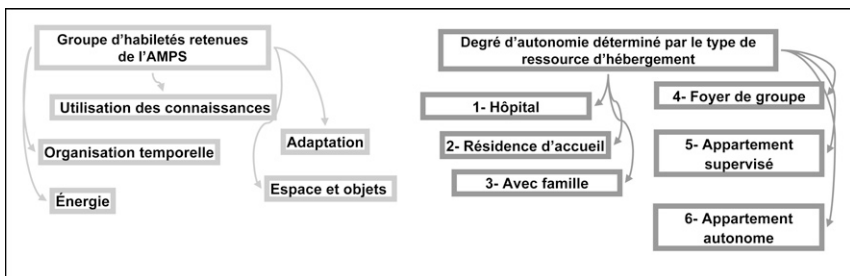 Groupe d'habiletés retenues
de l'AMPS
Utilisation des connaissances
Organisation temporelle
Adaptation
Énergie
Espace et objets
Degré d'autonomie déterminé par le type de
ressource d'hébergement
1- Hôpital
2- Résidence d'accueil
3- Avec famille
4- Foyer de groupe
5- Appartement
supervisé
6- Appartement
autonome